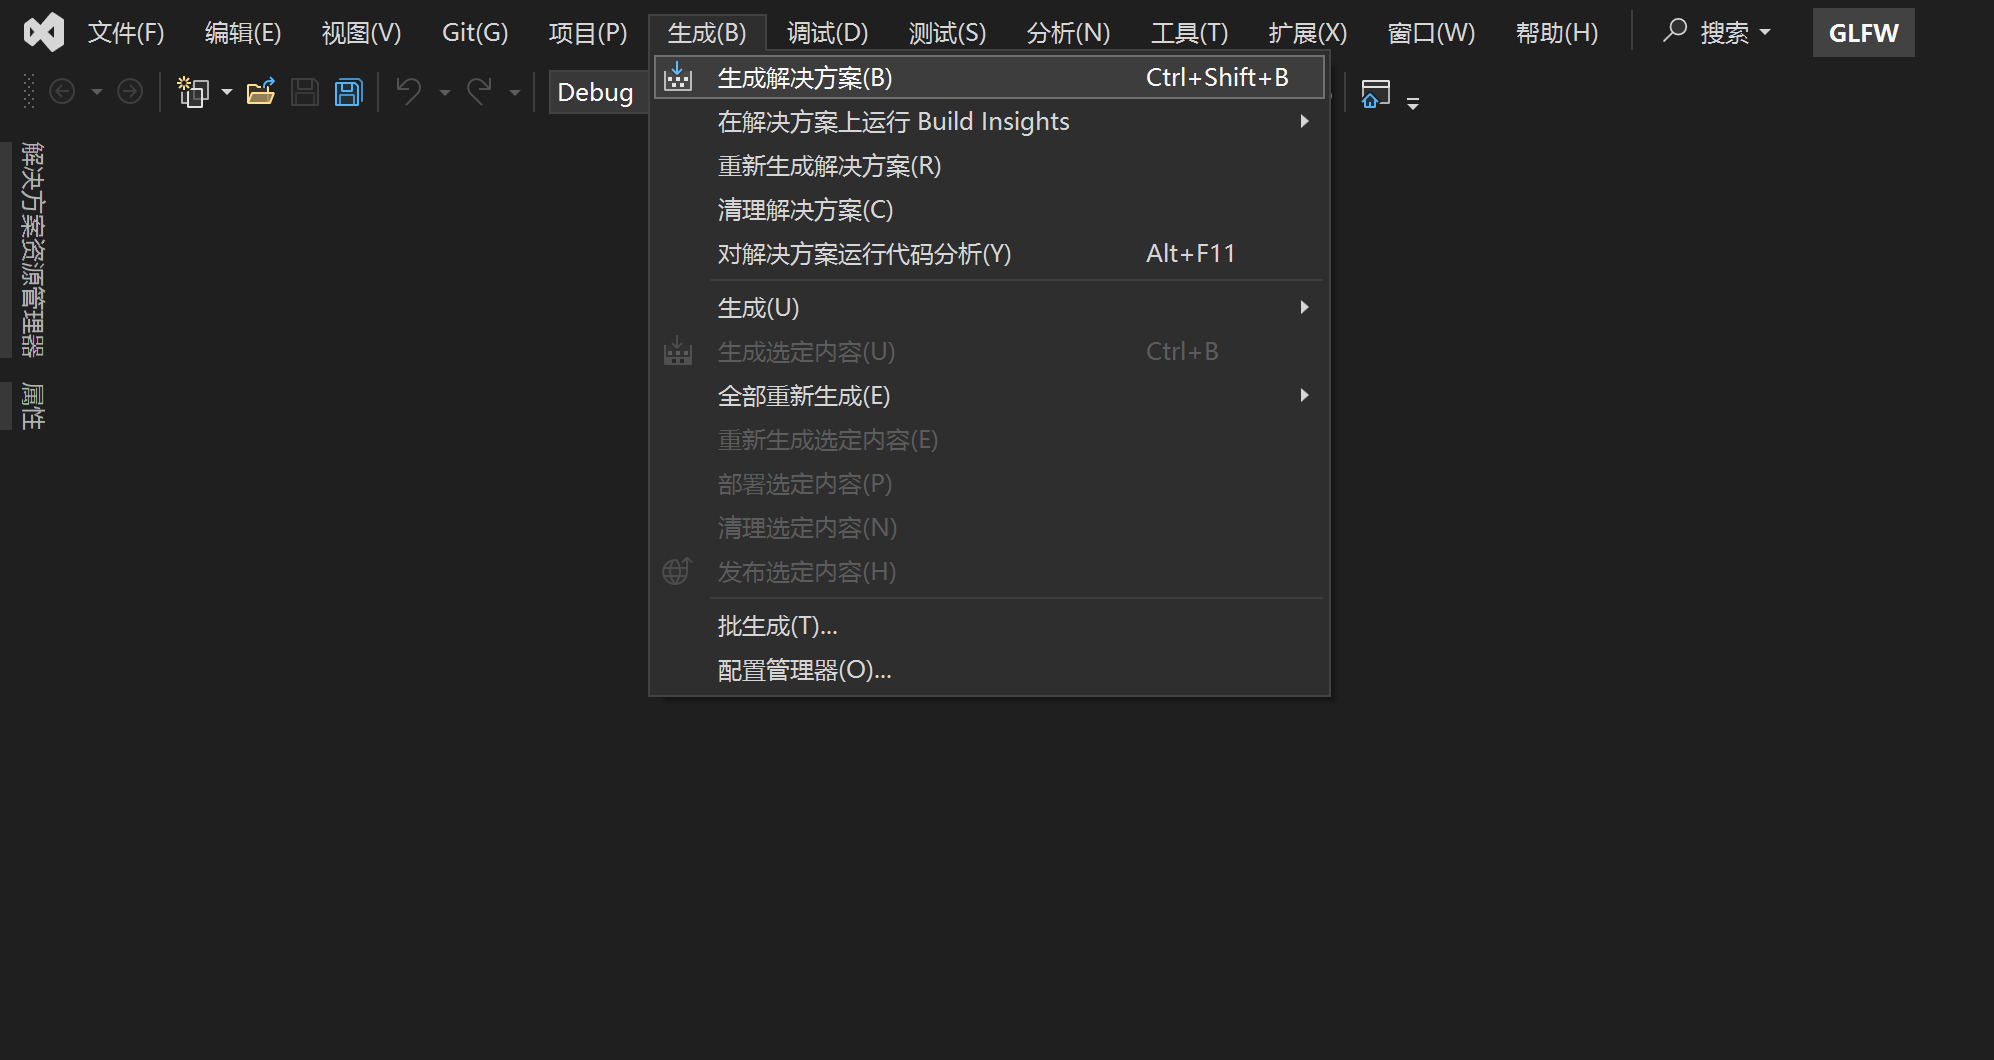 文件(F) 编辑(E) 视图(V) Git(G) 项目(P) 生成(B) 调试(D) 测试(S) 分析(N) 工具(T) 扩展(X) 窗口(W) 帮助(H) 搜索 GLFW
Debug
生成解决方案(B) Ctrl+Shift+B
在解决方案上运行 Build Insights
重新生成解决方案(R)
清理解决方案(C)
对解决方案运行代码分析(Y) Alt+F11
生成(U)
生成选定内容(U) Ctrl+B
全部重新生成(E)
重新生成选定内容(E)
部署选定内容(P)
清理选定内容(N)
发布选定内容(H)
批生成(T)...
配置管理器(O)...
解决方案资源管理器
属性